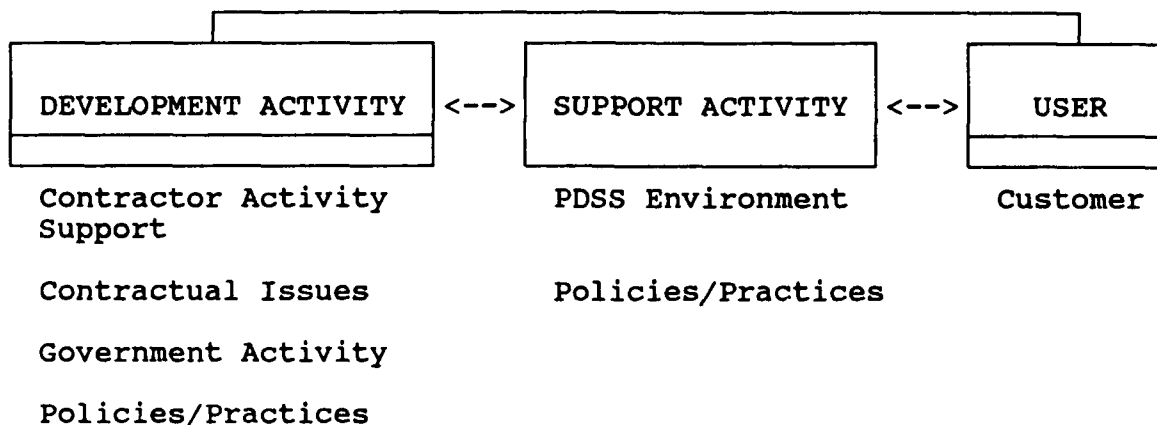 DEVELOPMENT ACTIVITY <--> SUPPORT ACTIVITY <--> USER
Contractor Activity PDSS Environment Customer
Support
Contractual Issues Policies/Practices
Government Activity
Policies/Practices